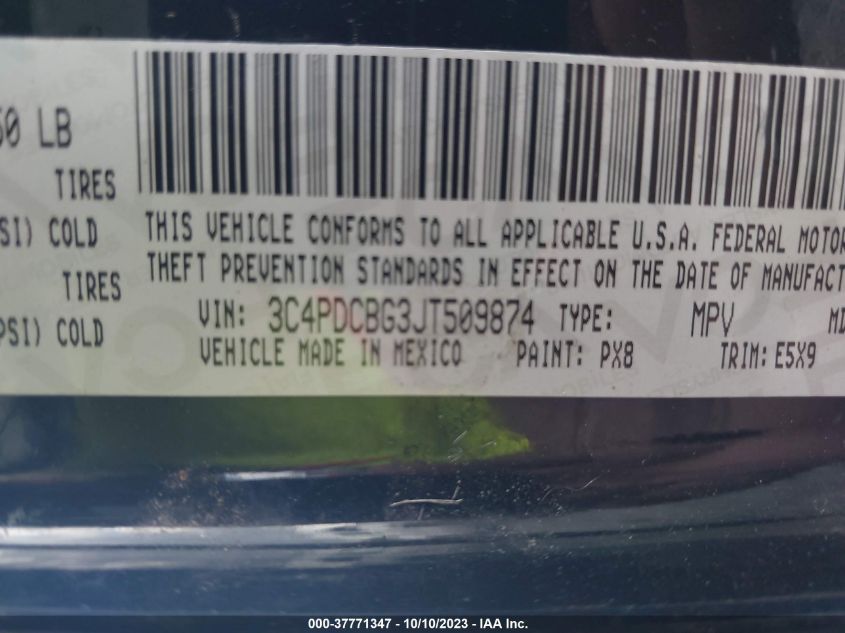 50 LB
TIRES
SI) COLD
TIRES
PSI) COLD
THIS VEHICLE CONFORMS TO ALL APPLICABLE U.S.A. FEDERAL MOTOR
THEFT PREVENTION STANDARDS IN EFFECT ON THE DATE OF MANUFACT
VIN: 3C4PDCBG3JT509874 TYPE: MPV MD
VEHICLE MADE IN MEXICO PAINT: PX8 TRIM: E5X9
000-37771347 - 10/10/2023 - IAA Inc.